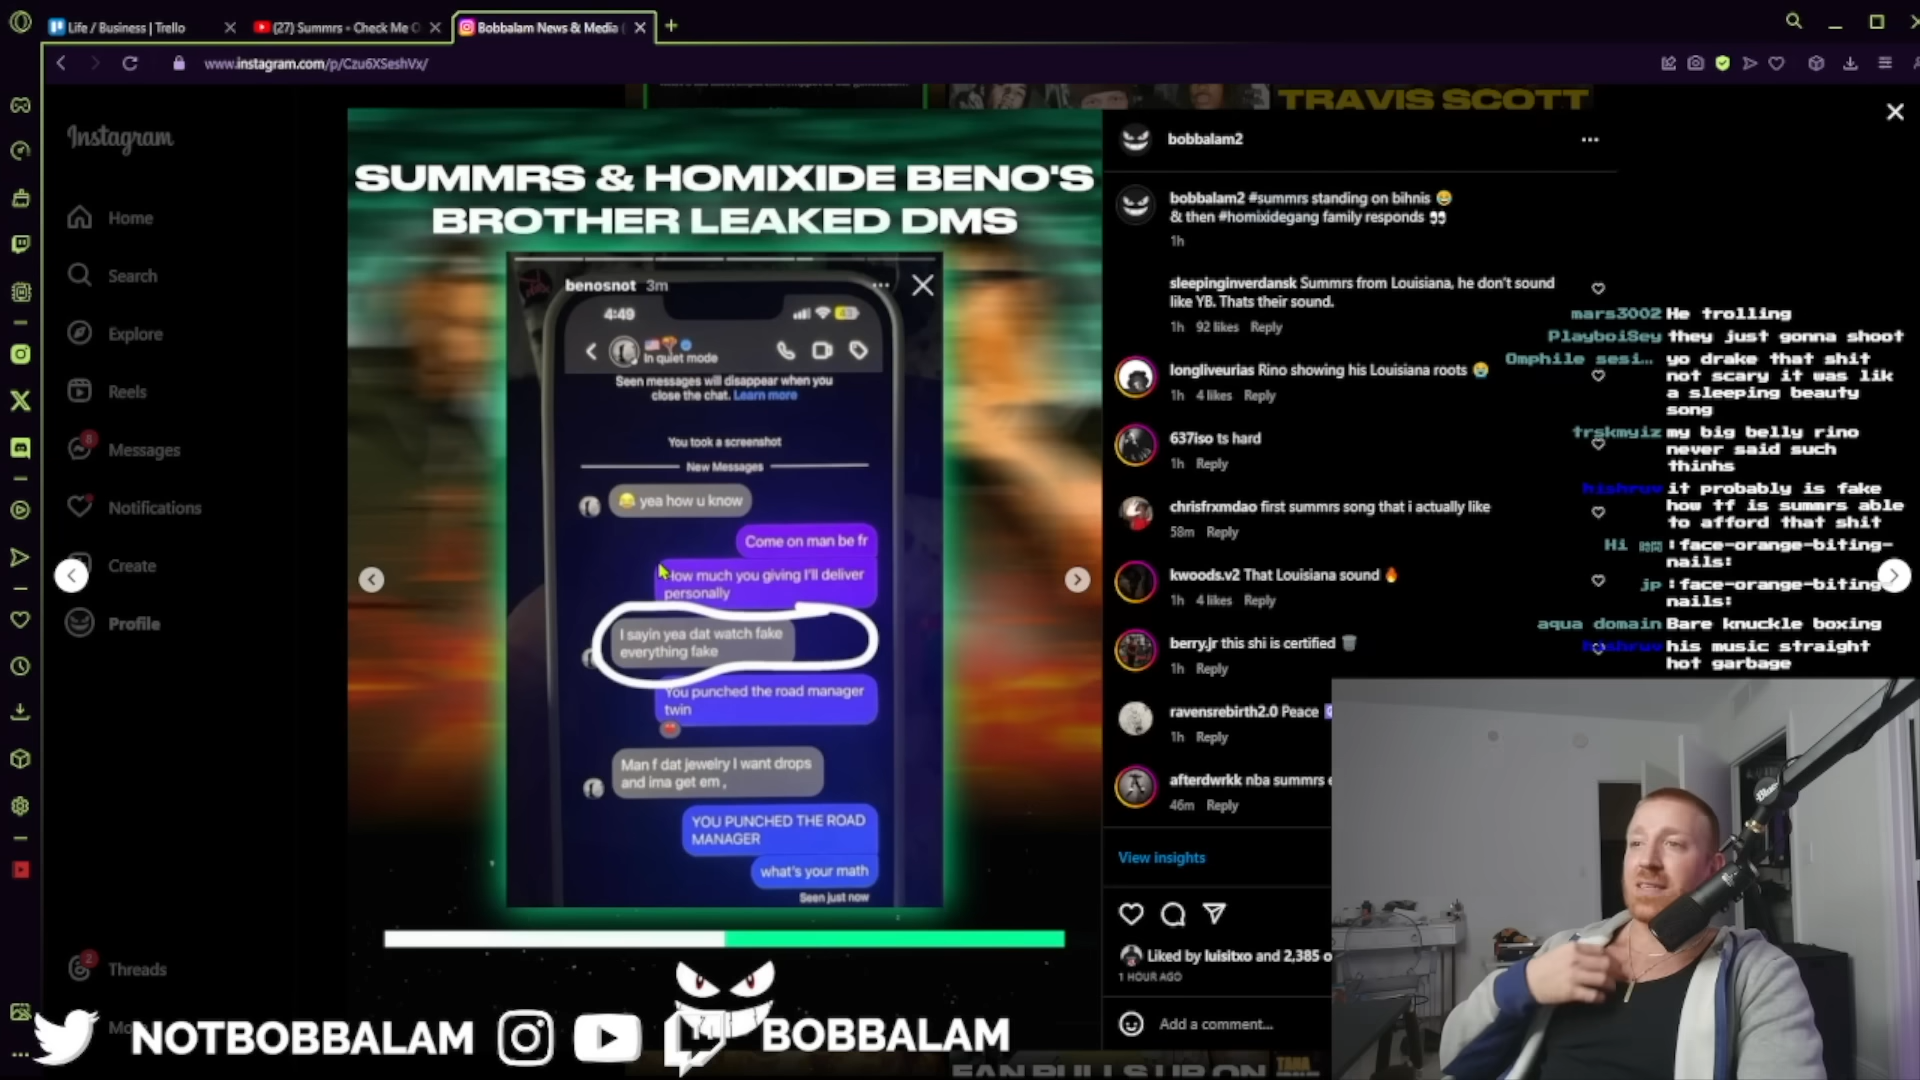 Life / Business | Trello
(27) Summrs - Check Me O
Bobbalam News & Media
www.instagram.com/p/Czu6XSeshVx/
Instagram
Home
Search
Explore
Reels
8
Messages
Notifications
Create
Profile
2
Threads
SUMMRS & HOMIXIDE BENO'S
BROTHER LEAKED DMS
benosnot 3m
4:49
In quiet mode
Seen messages will disappear when you
close the chat. Learn more
You took a screenshot
New Messages
😂 yea how u know
Come on man be fr
How much you giving I'll deliver
personally
I sayin yea dat watch fake
everything fake
You punched the road manager
twin
Man f dat jewelry I want drops
and ima get em ,
YOU PUNCHED THE ROAD
MANAGER
what's your math
Seen just now
NOTBOBBALAM
BOBBALAM
TRAVIS SCOTT
bobbalam2
bobbalam2 #summrs standing on bihnis 😂
& then #homixidegang family responds 👀
1h
sleepinginverdansk Summrs from Louisiana, he don't sound
like YB. Thats their sound.
1h 92 likes Reply
longliveurias Rino showing his Louisiana roots 😭
1h 4 likes Reply
637iso ts hard
1h Reply
chrisfrxmdao first summrs song that i actually like
58m Reply
kwoods.v2 That Louisiana sound 🔥
1h 4 likes Reply
berry.jr this shi is certified 🗑️
1h Reply
ravensrebirth2.0 Peace
1h Reply
afterdwrkk nba summrs
46m Reply
View insights
Liked by luisitxo and 2,385 o
1 HOUR AGO
Add a comment...
mars3002 He trolling
PlayboiSey they just gonna shoot
Omphile sesi... yo drake that shit
not scary it was lik
a sleeping beauty
song
trskmyiz my big belly rino
never said such
thinhs
hishruv it probably is fake
how tf is summrs able
to afford that shit
Hi :face-orange-biting-
nails:
jp :face-orange-biting-
nails:
aqua domain Bare knuckle boxing
hishruv his music straight
hot garbage
FAN PULLS UP ON